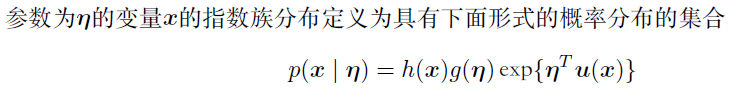 参数为η的变量x的指数族分布定义为具有下面形式的概率分布的集合
p(x | η) = h(x)g(η) exp{η^T u(x)}